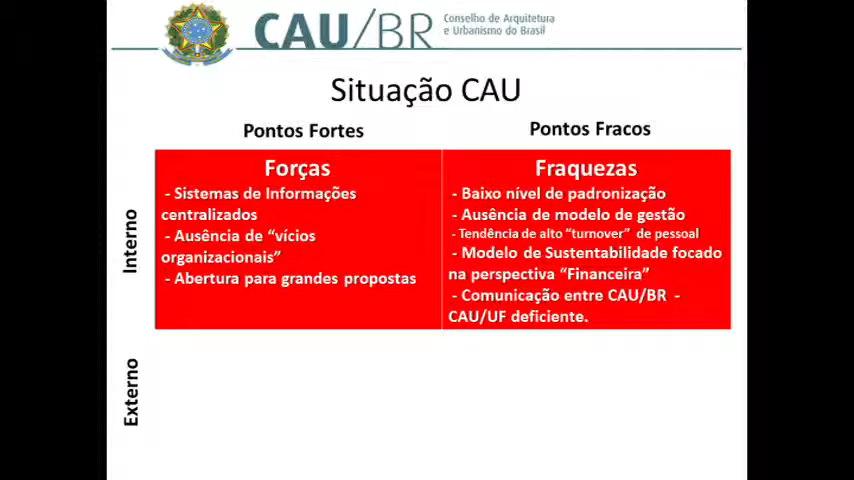 CAU/BR
Conselho de Arquitetura
e Urbanismo do Brasil
Situação CAU
Pontos Fortes
Pontos Fracos
Interno
Forças
- Sistemas de Informações
centralizados
- Ausência de “vícios
organizacionais”
- Abertura para grandes propostas
Fraquezas
- Baixo nível de padronização
- Ausência de modelo de gestão
- Tendência de alto “turnover” de pessoal
- Modelo de Sustentabilidade focado
na perspectiva “Financeira”
- Comunicação entre CAU/BR -
CAU/UF deficiente.
Externo